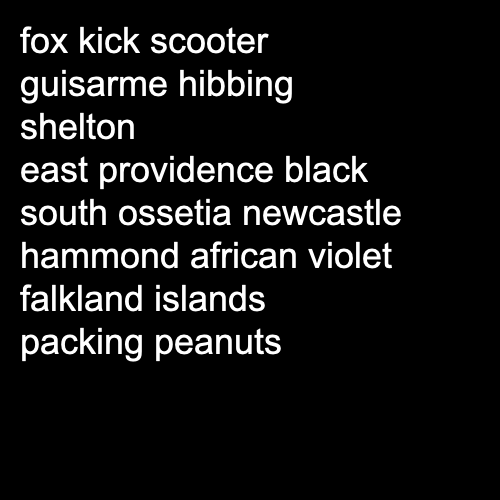 fox kick scooter
guisarme hibbing
shelton
east providence black
south ossetia newcastle
hammond african violet
falkland islands
packing peanuts